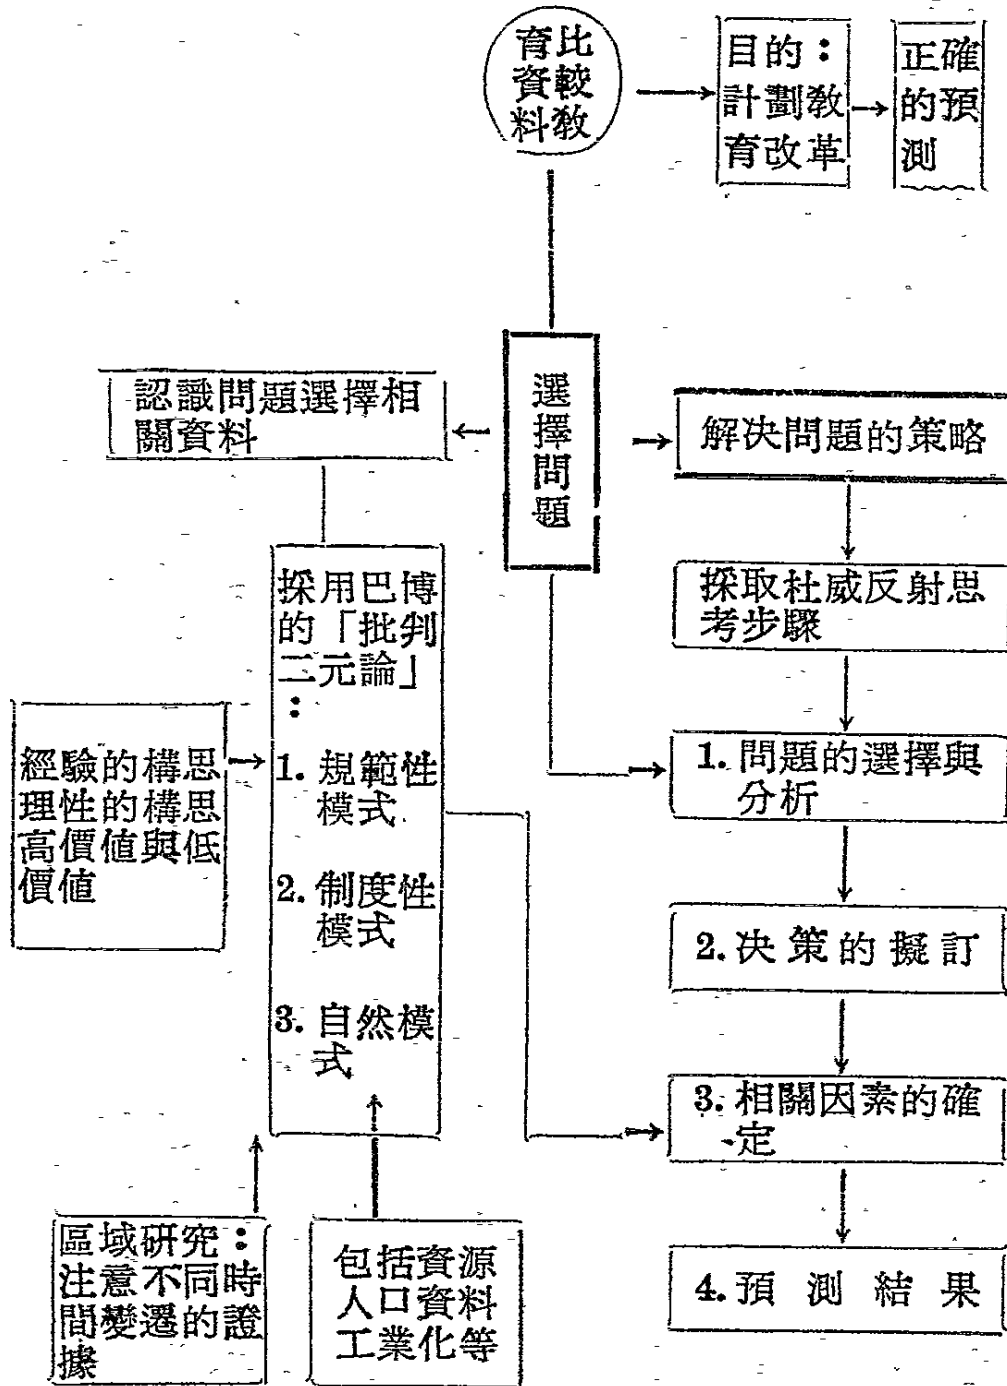 比較教
育資料
目的：
計劃教
育改革
正確
的預
測
選擇問題
認識問題選擇相
關資料
解决問題的策略
採用巴博
的「批判
二元論」
：
1. 規範性
模式
2. 制度性
模式
3. 自然模
式
經驗的構思
理性的構思
高價値與低
價値
區域研究：
注意不同時
間變遷的證
據
包括資源
人口資料
工業化等
採取杜威反射思
考步驟
1. 問題的選擇與
分析
2. 决策的擬訂
3. 相關因素的確
定
4. 預測結果